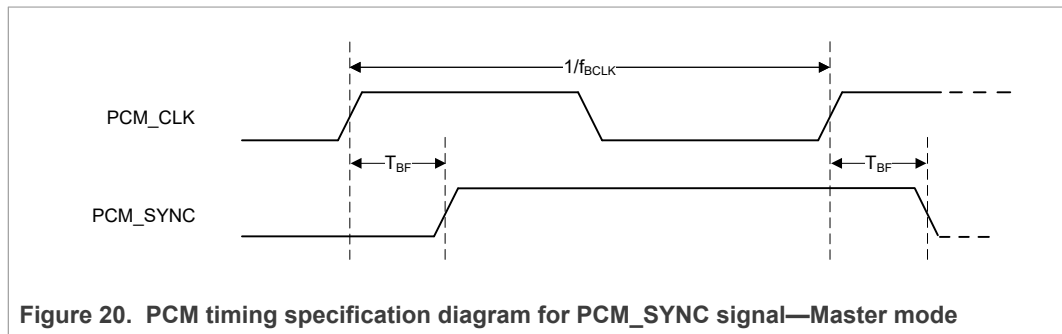 1/fBCLK
PCM_CLK
TBF
TBF
PCM_SYNC
Figure 20. PCM timing specification diagram for PCM_SYNC signal—Master mode